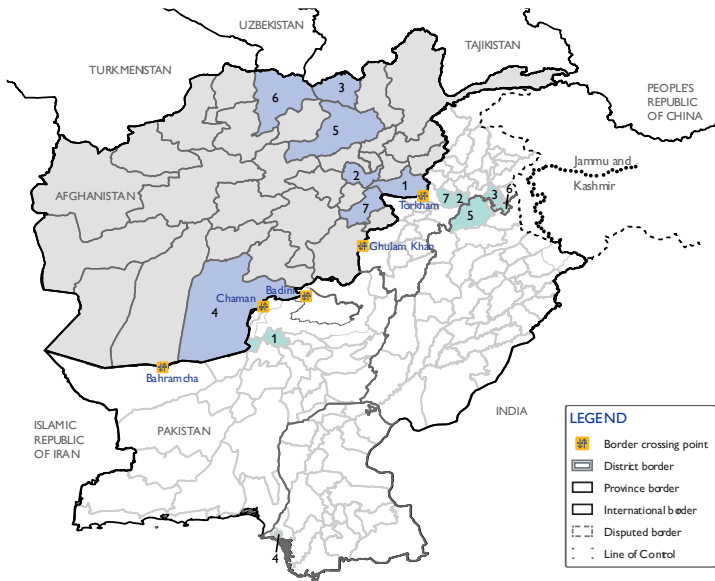 UZBEKISTAN
TAJIKISTAN
TURKMENSTAN
PEOPLE'S
REPUBLIC
OF CHINA
6
3
5
Jammu and
Kashmir
2
1
AFGHANISTAN
7
Torkham
7
2
3
6
5
Ghulam Khan
Badini
Chaman
4
1
Bahramcha
ISLAMIC
REPUBLIC
OF IRAN
PAKISTAN
INDIA
4
LEGEND
Border crossing point
District border
Province border
International border
Disputed border
Line of Control